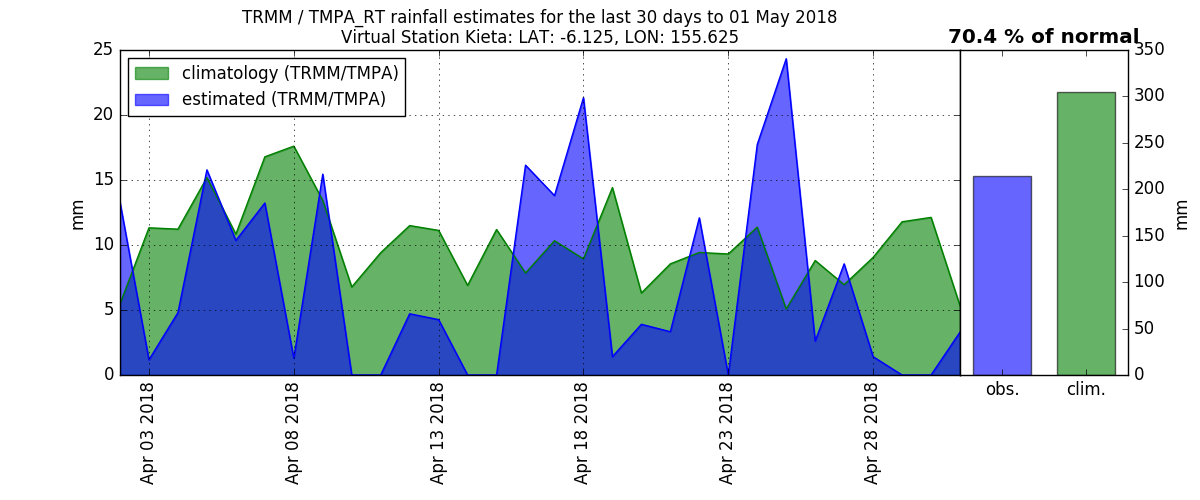 TRMM / TMPA_RT rainfall estimates for the last 30 days to 01 May 2018
Virtual Station Kieta: LAT: -6.125, LON: 155.625
70.4 % of normal
climatology (TRMM/TMPA)
estimated (TRMM/TMPA)
mm
25
20
15
10
5
0
Apr 03 2018
Apr 08 2018
Apr 13 2018
Apr 18 2018
Apr 23 2018
Apr 28 2018
obs.
clim.
350
300
250
200
150
100
50
0
mm